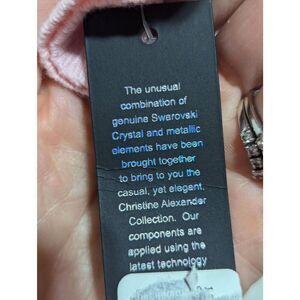 The unusual
combination of
genuine Swarovski
Crystal and metallic
elements have been
brought together
to bring to you the
casual, yet elegant,
Christine Alexander
Collection. Our
components are
applied using the
latest technology